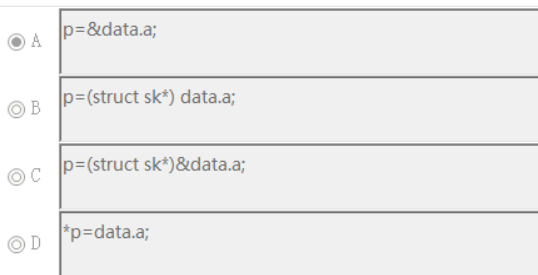 A p=&data.a;
B p=(struct sk*) data.a;
C p=(struct sk*)&data.a;
D *p=data.a;